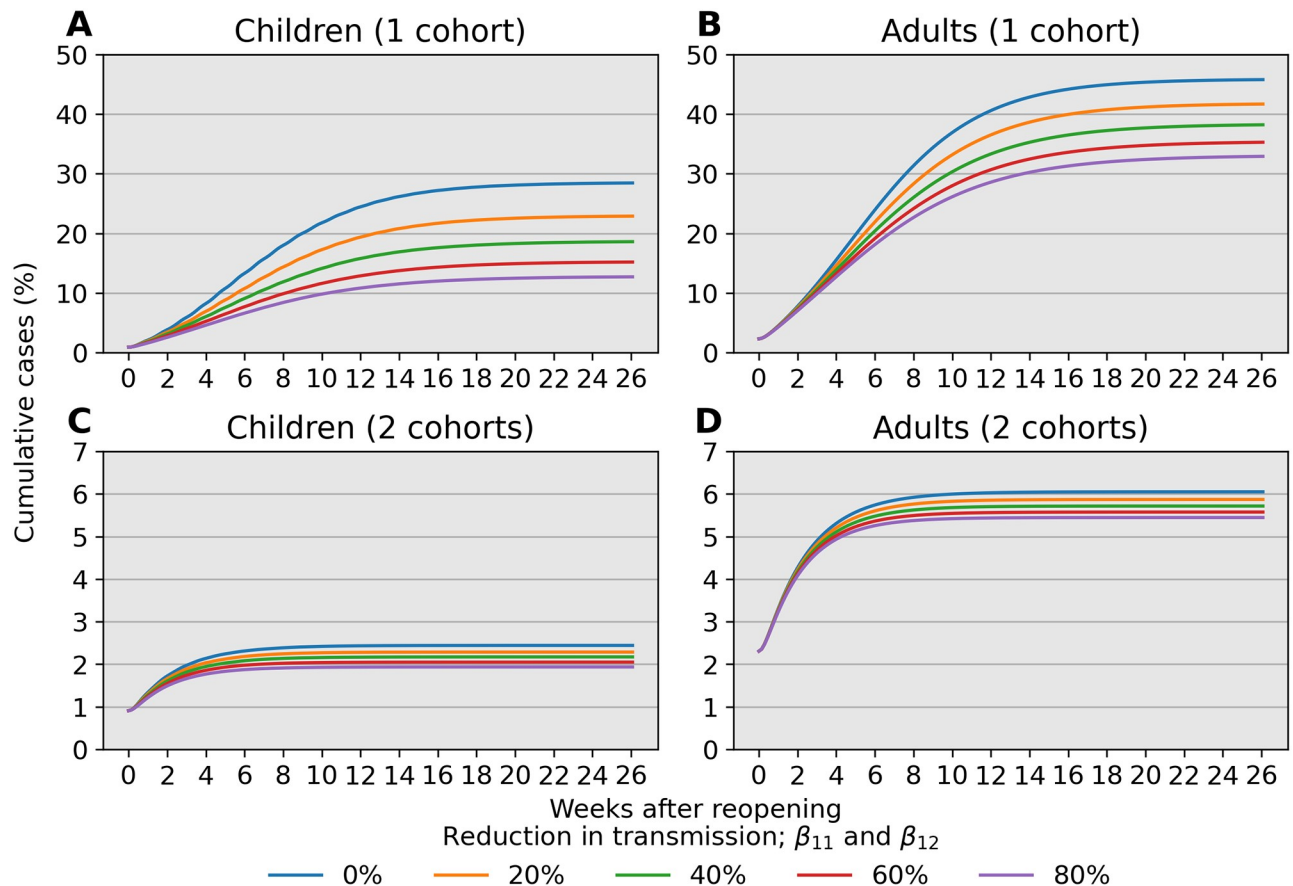 A Children (1 cohort)
B Adults (1 cohort)
50
40
30
20
10
0
0 2 4 6 8 10 12 14 16 18 20 22 24 26
50
40
30
20
10
0
0 2 4 6 8 10 12 14 16 18 20 22 24 26
Cumulative cases (%)
C Children (2 cohorts)
D Adults (2 cohorts)
7
6
5
4
3
2
1
0
0 2 4 6 8 10 12 14 16 18 20 22 24 26
7
6
5
4
3
2
1
0
0 2 4 6 8 10 12 14 16 18 20 22 24 26
Weeks after reopening
Reduction in transmission; β₁₁ and β₁₂
0% 20% 40% 60% 80%